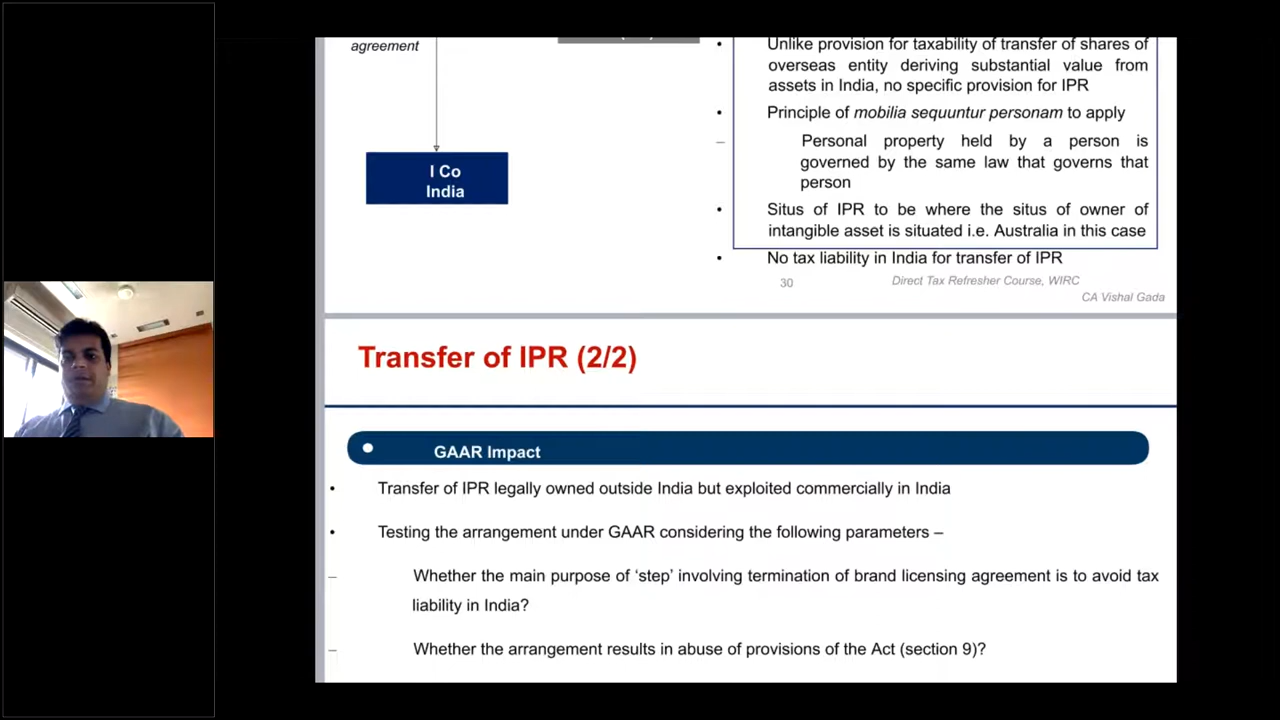 agreement
I Co
India
• Unlike provision for taxability of transfer of shares of
overseas entity deriving substantial value from
assets in India, no specific provision for IPR
• Principle of mobilia sequuntur personam to apply
– Personal property held by a person is
governed by the same law that governs that
person
• Situs of IPR to be where the situs of owner of
intangible asset is situated i.e. Australia in this case
• No tax liability in India for transfer of IPR
30
Direct Tax Refresher Course, WIRC
CA Vishal Gada
Transfer of IPR (2/2)
• GAAR Impact
• Transfer of IPR legally owned outside India but exploited commercially in India
• Testing the arrangement under GAAR considering the following parameters –
– Whether the main purpose of ‘step’ involving termination of brand licensing agreement is to avoid tax
liability in India?
– Whether the arrangement results in abuse of provisions of the Act (section 9)?